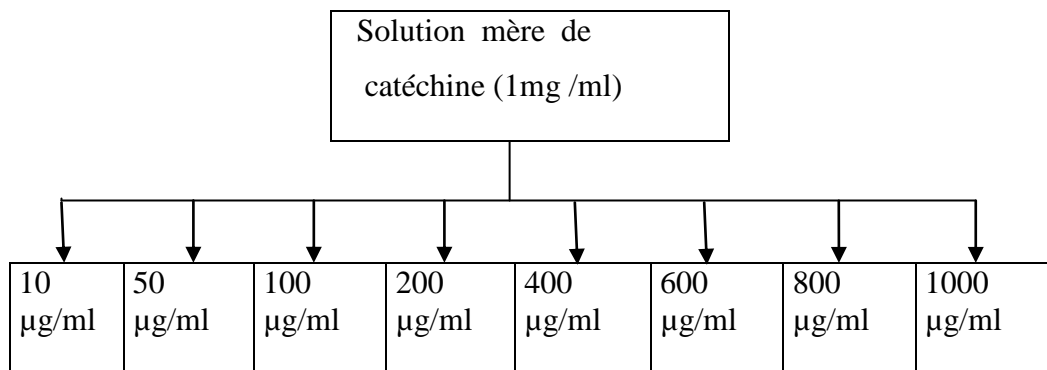 Solution mère de
catéchine (1mg /ml)
10 µg/ml
50 µg/ml
100 µg/ml
200 µg/ml
400 µg/ml
600 µg/ml
800 µg/ml
1000 µg/ml